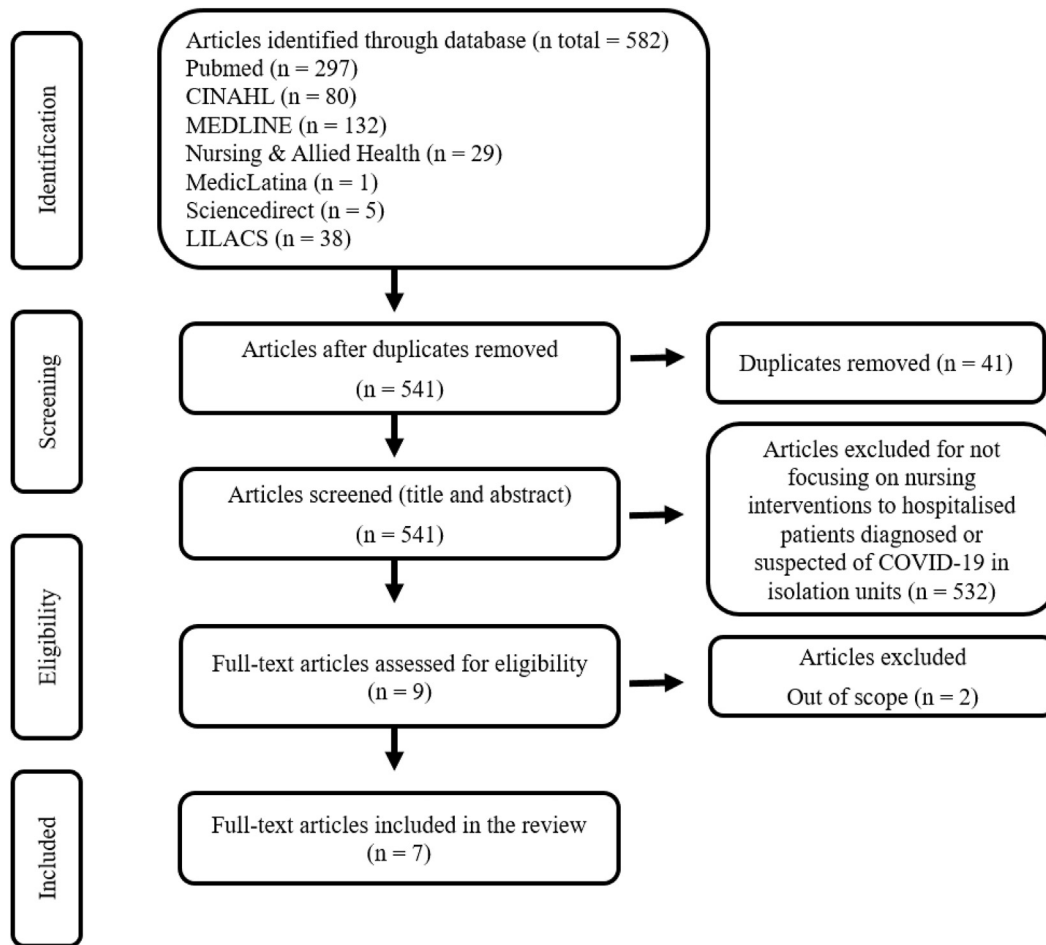 Identification
Articles identified through database (n total = 582)
Pubmed (n = 297)
CINAHL (n = 80)
MEDLINE (n = 132)
Nursing & Allied Health (n = 29)
MedicLatina (n = 1)
Sciencedirect (n = 5)
LILACS (n = 38)
Screening
Articles after duplicates removed
(n = 541)
Duplicates removed (n = 41)
Articles screened (title and abstract)
(n = 541)
Articles excluded for not
focusing on nursing
interventions to hospitalised
patients diagnosed or
suspected of COVID-19 in
isolation units (n = 532)
Eligibility
Full-text articles assessed for eligibility
(n = 9)
Articles excluded
Out of scope (n = 2)
Included
Full-text articles included in the review
(n = 7)